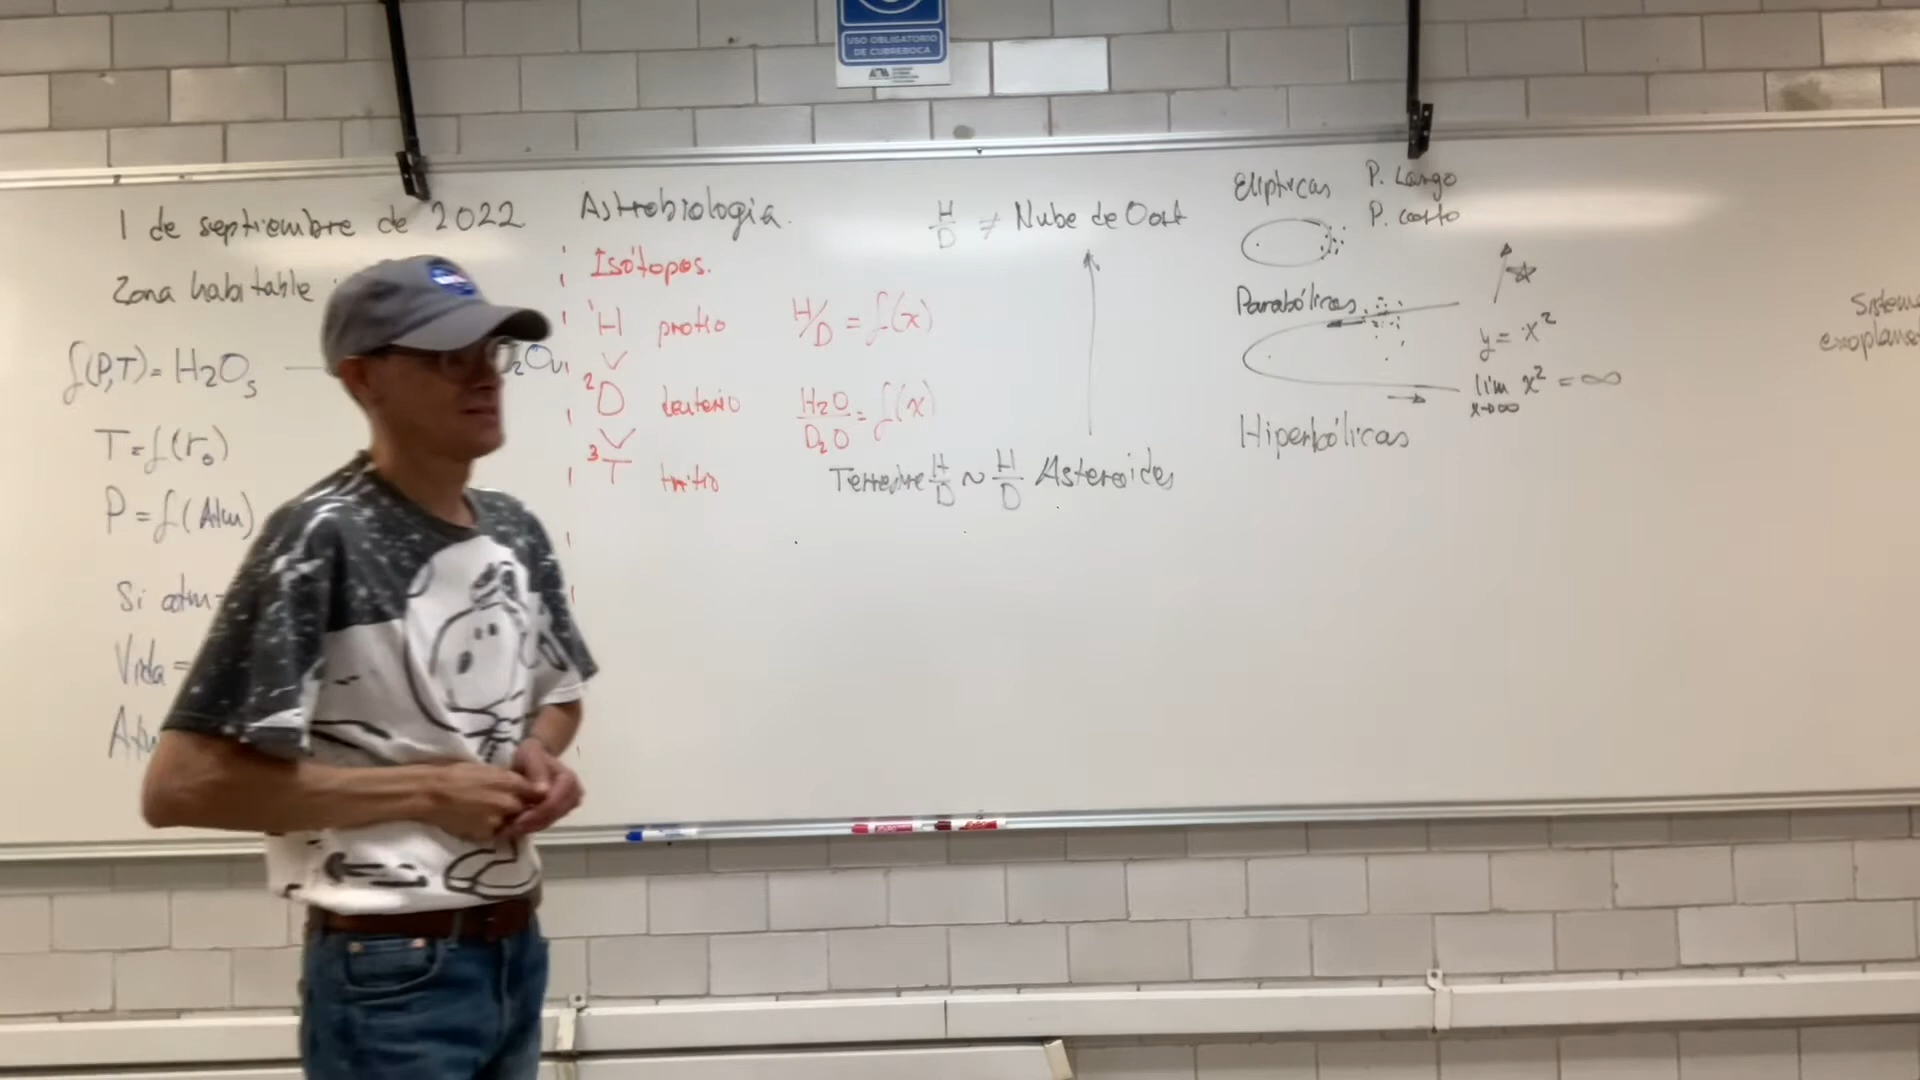 USO OBLIGATORIO
DE CUBREBOCA
1 de septiembre de 2022
Astrobiología.
Zona habitable
f(P,T) = H₂Os
T = f(r₀)
P = f(Atm)
Si atm
Vida =
Isótopos.
¹H protio
H/D = f(x)
²D deuterio
H₂O/D₂O = f(x)
³T tritio
H/D ≠ Nube de Oort
Terrestre H/D ~ H/D Asteroides
Elípticas
P. Largo
P. corto
Parabólicas
y = x²
lim x² = ∞
x→∞
Hiperbólicas